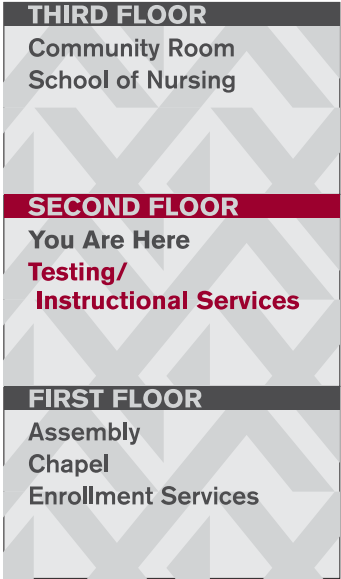 THIRD FLOOR
Community Room
School of Nursing
SECOND FLOOR
You Are Here
Testing/
Instructional Services
FIRST FLOOR
Assembly
Chapel
Enrollment Services